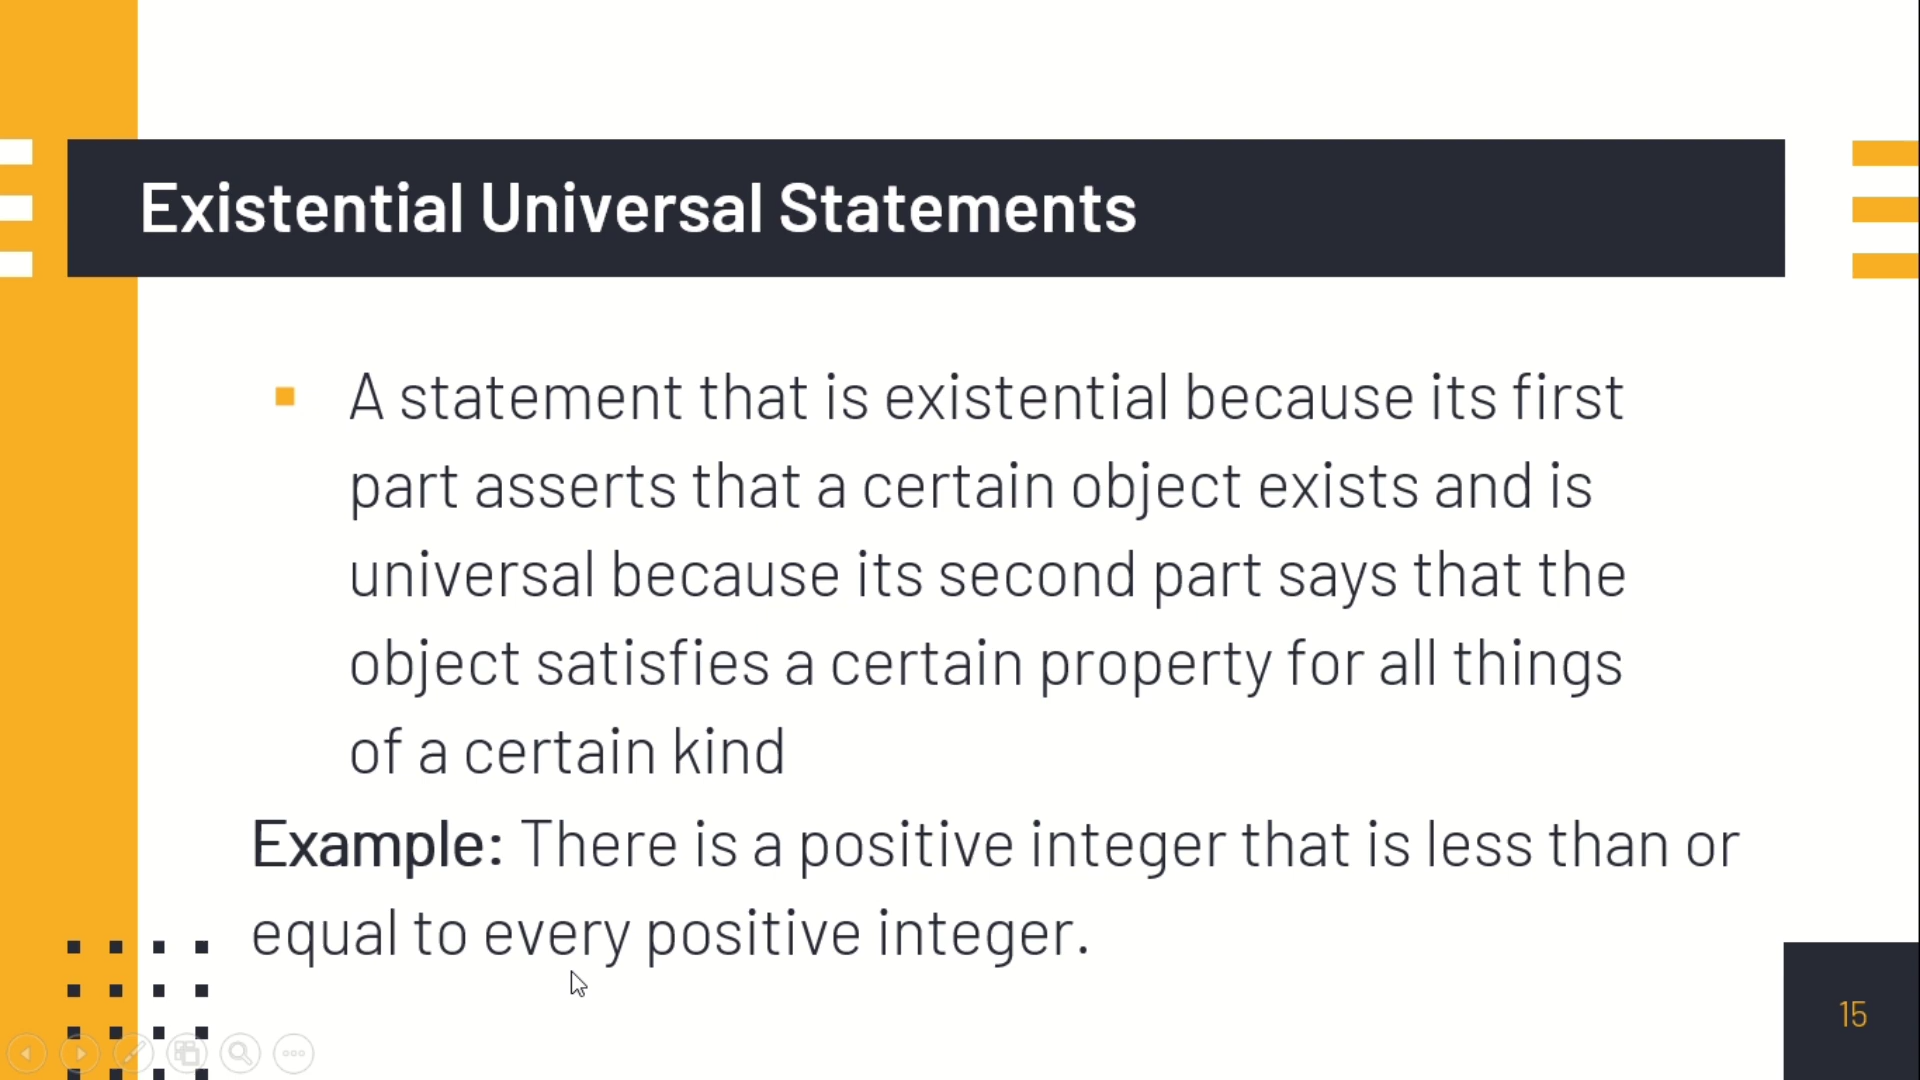 Existential Universal Statements
A statement that is existential because its first
part asserts that a certain object exists and is
universal because its second part says that the
object satisfies a certain property for all things
of a certain kind
Example: There is a positive integer that is less than or
equal to every positive integer.
15